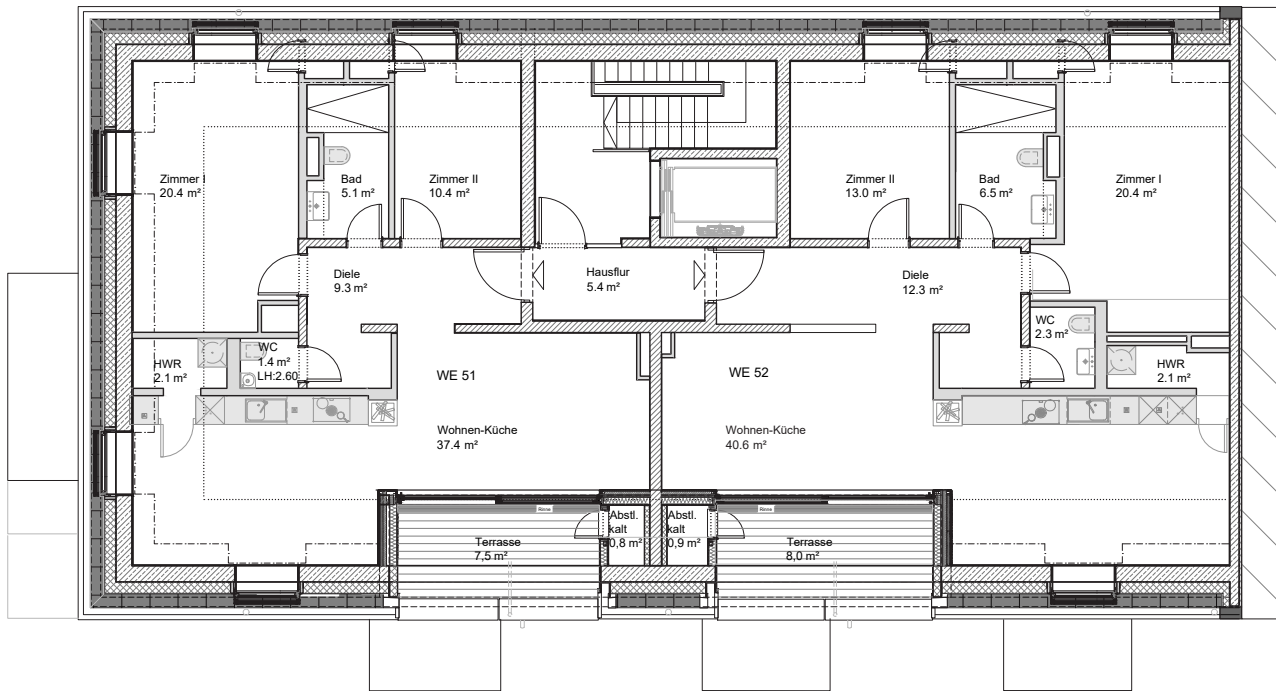 Zimmer I
20.4 m²
Bad
5.1 m²
Zimmer II
10.4 m²
Zimmer II
13.0 m²
Bad
6.5 m²
Zimmer I
20.4 m²
Diele
9.3 m²
Hausflur
5.4 m²
Diele
12.3 m²
WC
2.3 m²
HWR
2.1 m²
WC
1.4 m²
LH:2.60
WE 51
WE 52
HWR
2.1 m²
Wohnen-Küche
37.4 m²
Wohnen-Küche
40.6 m²
Rinne
Rinne
Terrasse
7,5 m²
Abstl.
kalt
0,8 m²
Abstl.
kalt
0,9 m²
Terrasse
8,0 m²